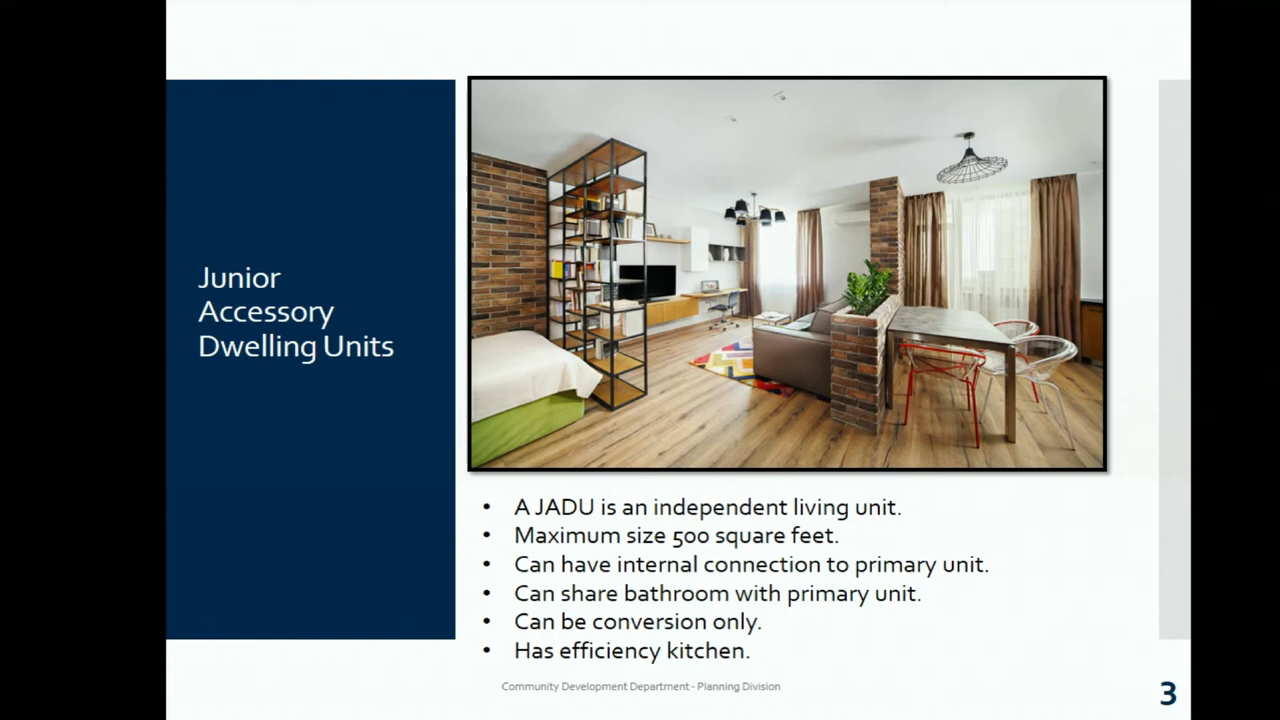 Junior
Accessory
Dwelling Units
• A JADU is an independent living unit.
• Maximum size 500 square feet.
• Can have internal connection to primary unit.
• Can share bathroom with primary unit.
• Can be conversion only.
• Has efficiency kitchen.
Community Development Department - Planning Division
3